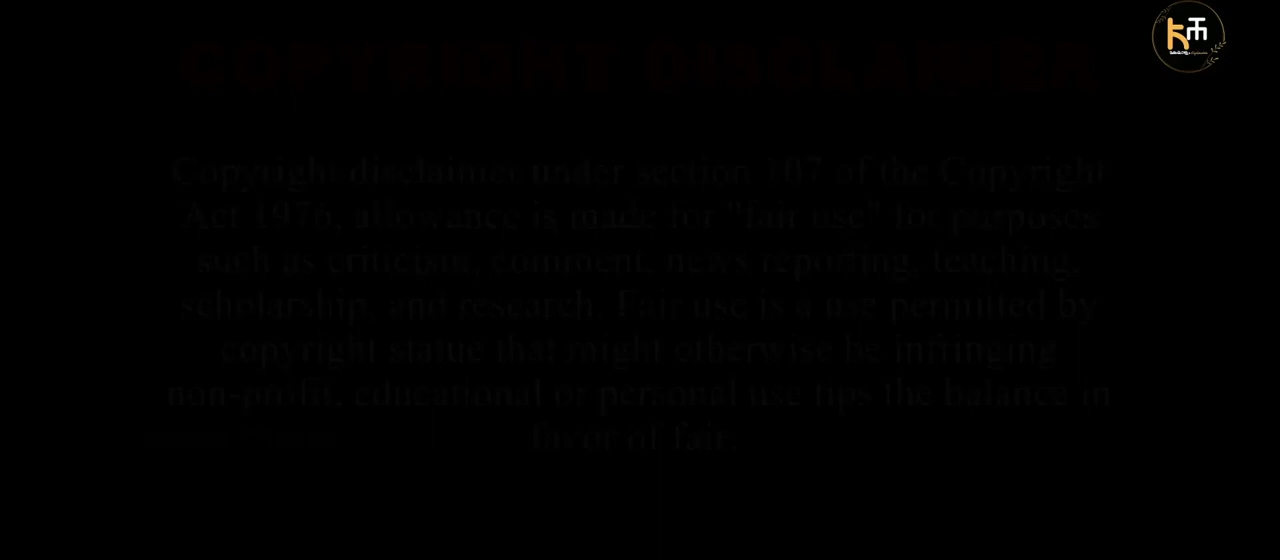 COPYRIGHT DISCLAIMER
Copyright disclaimer under section 107 of the Copyright
Act 1976, allowance is made for "fair use" for purposes
such as criticism, comment, news reporting, teaching,
scholarship, and research. Fair use is a use permitted by
copyright statue that might otherwise be infringing
non-profit, educational or personal use tips the balance in
favor of fair.